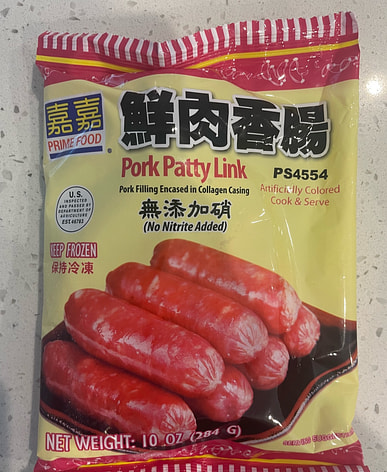 嘉嘉
PRIME FOOD
®
鮮肉香腸
Pork Patty Link
PS4554
Pork Filling Encased in Collagen Casing
Artificially Colored
Cook & Serve
無添加硝
(No Nitrite Added)
U.S.
INSPECTED
AND PASSED BY
DEPARTMENT OF
AGRICULTURE
EST.46783
KEEP FROZEN
保持冷凍
NET WEIGHT: 10 OZ (284 G)